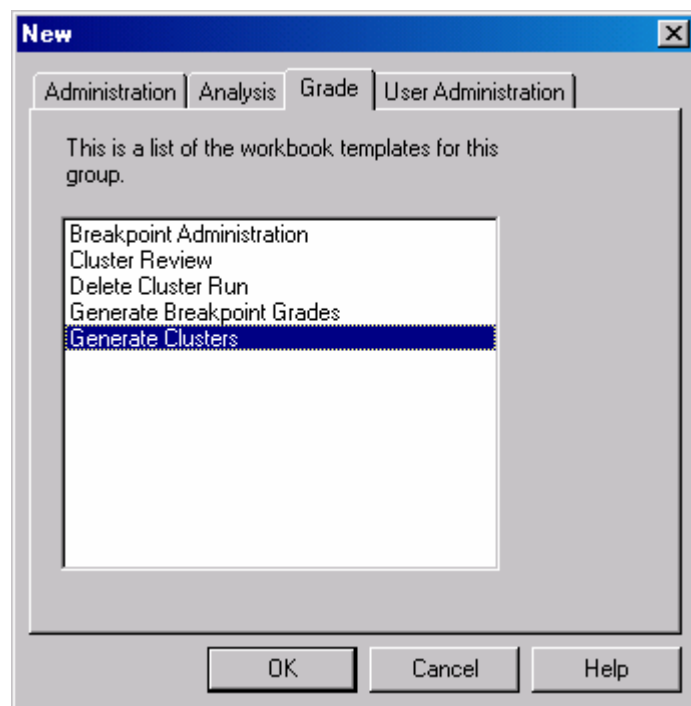 New
Administration Analysis Grade User Administration
This is a list of the workbook templates for this
group.
Breakpoint Administration
Cluster Review
Delete Cluster Run
Generate Breakpoint Grades
Generate Clusters
OK Cancel Help